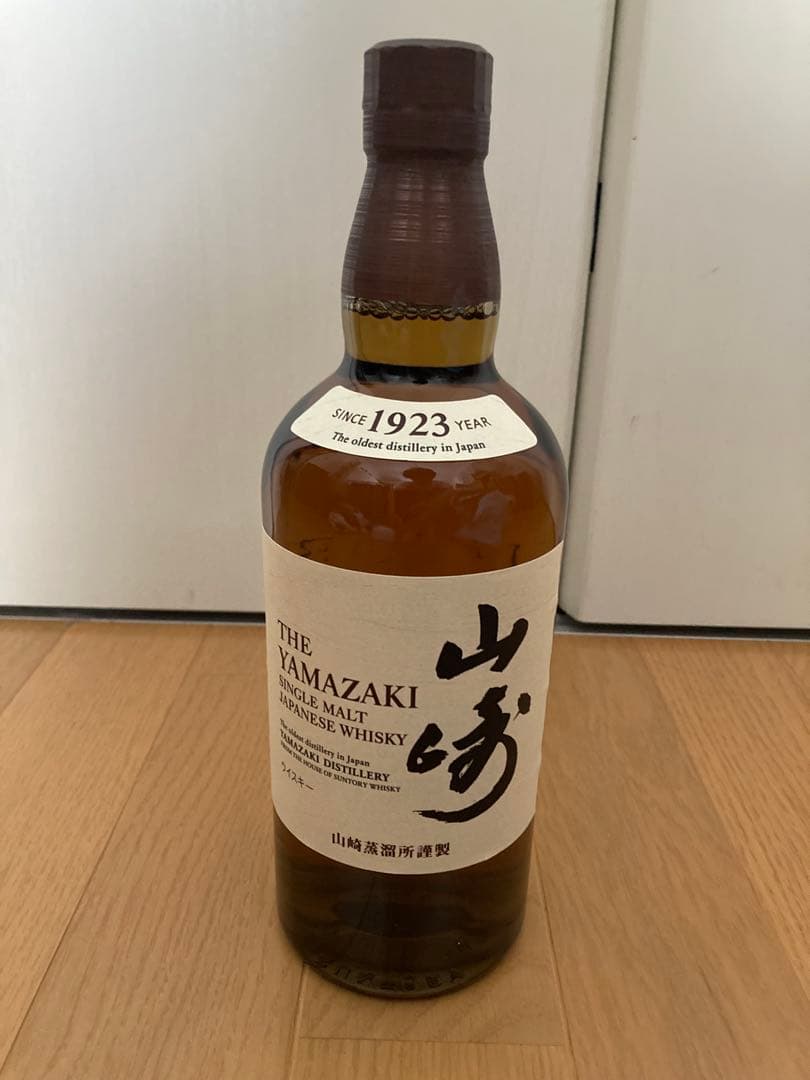 SINCE 1923 YEAR
The oldest distillery in Japan
THE
YAMAZAKI
SINGLE MALT
JAPANESE WHISKY
The oldest distillery in Japan
YAMAZAKI DISTILLERY
FROM THE HOUSE OF SUNTORY WHISKY
ウイスキー
山崎
山崎蒸溜所謹製